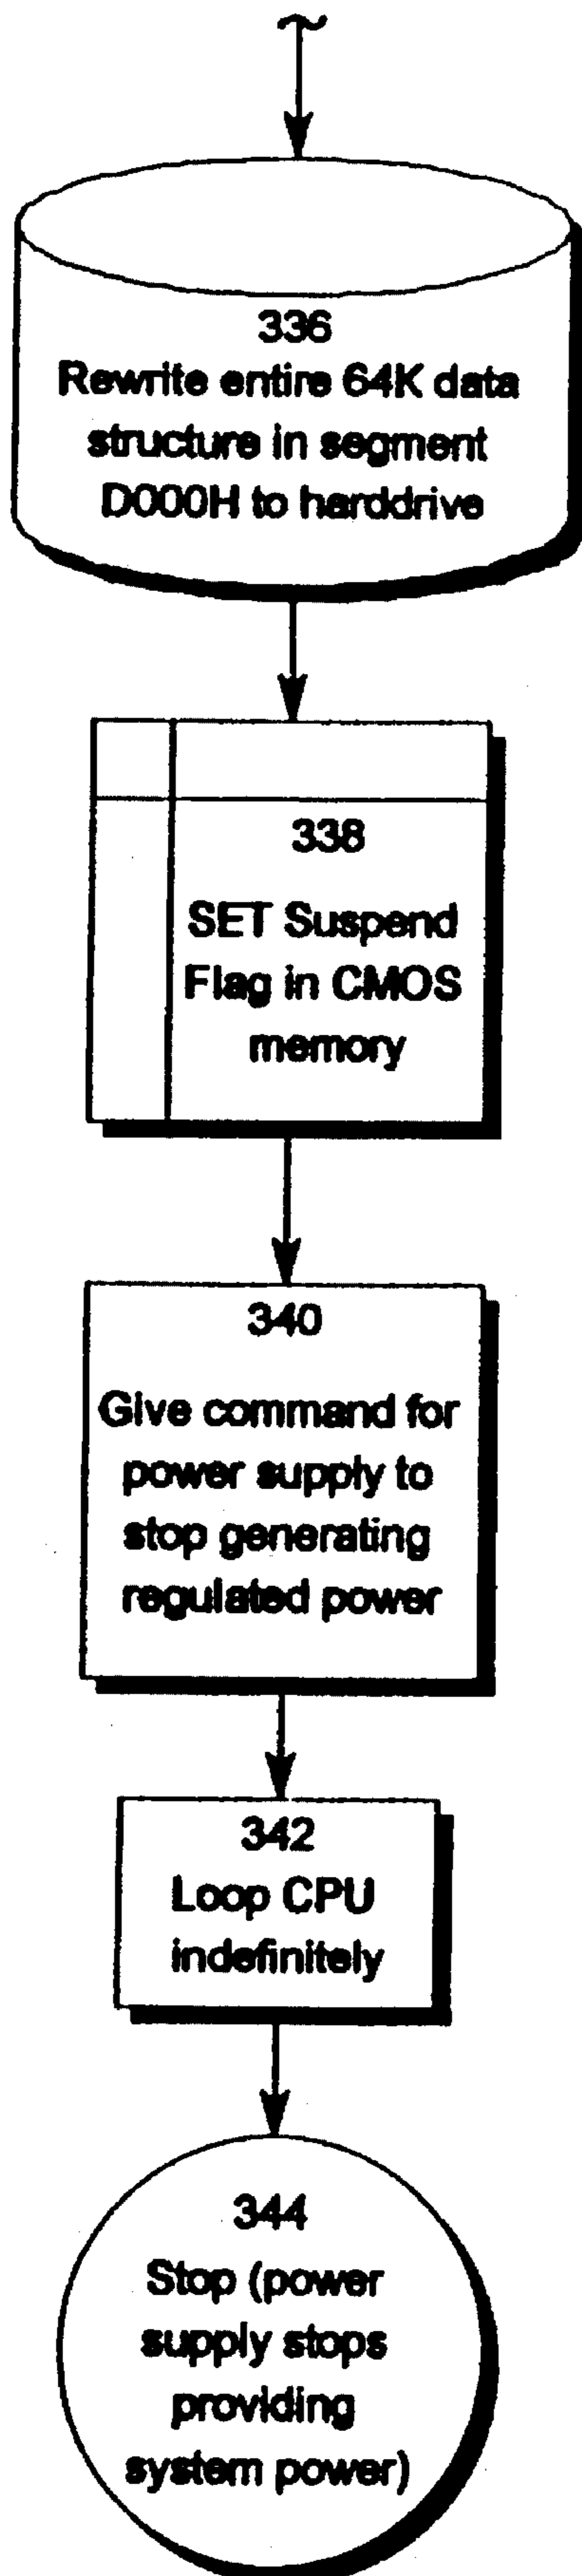 336
Rewrite entire 64K data
structure in segment
D000H to harddrive
338
SET Suspend
Flag in CMOS
memory
340
Give command for
power supply to
stop generating
regulated power
342
Loop CPU
indefinitely
344
Stop (power
supply stops
providing
system power)